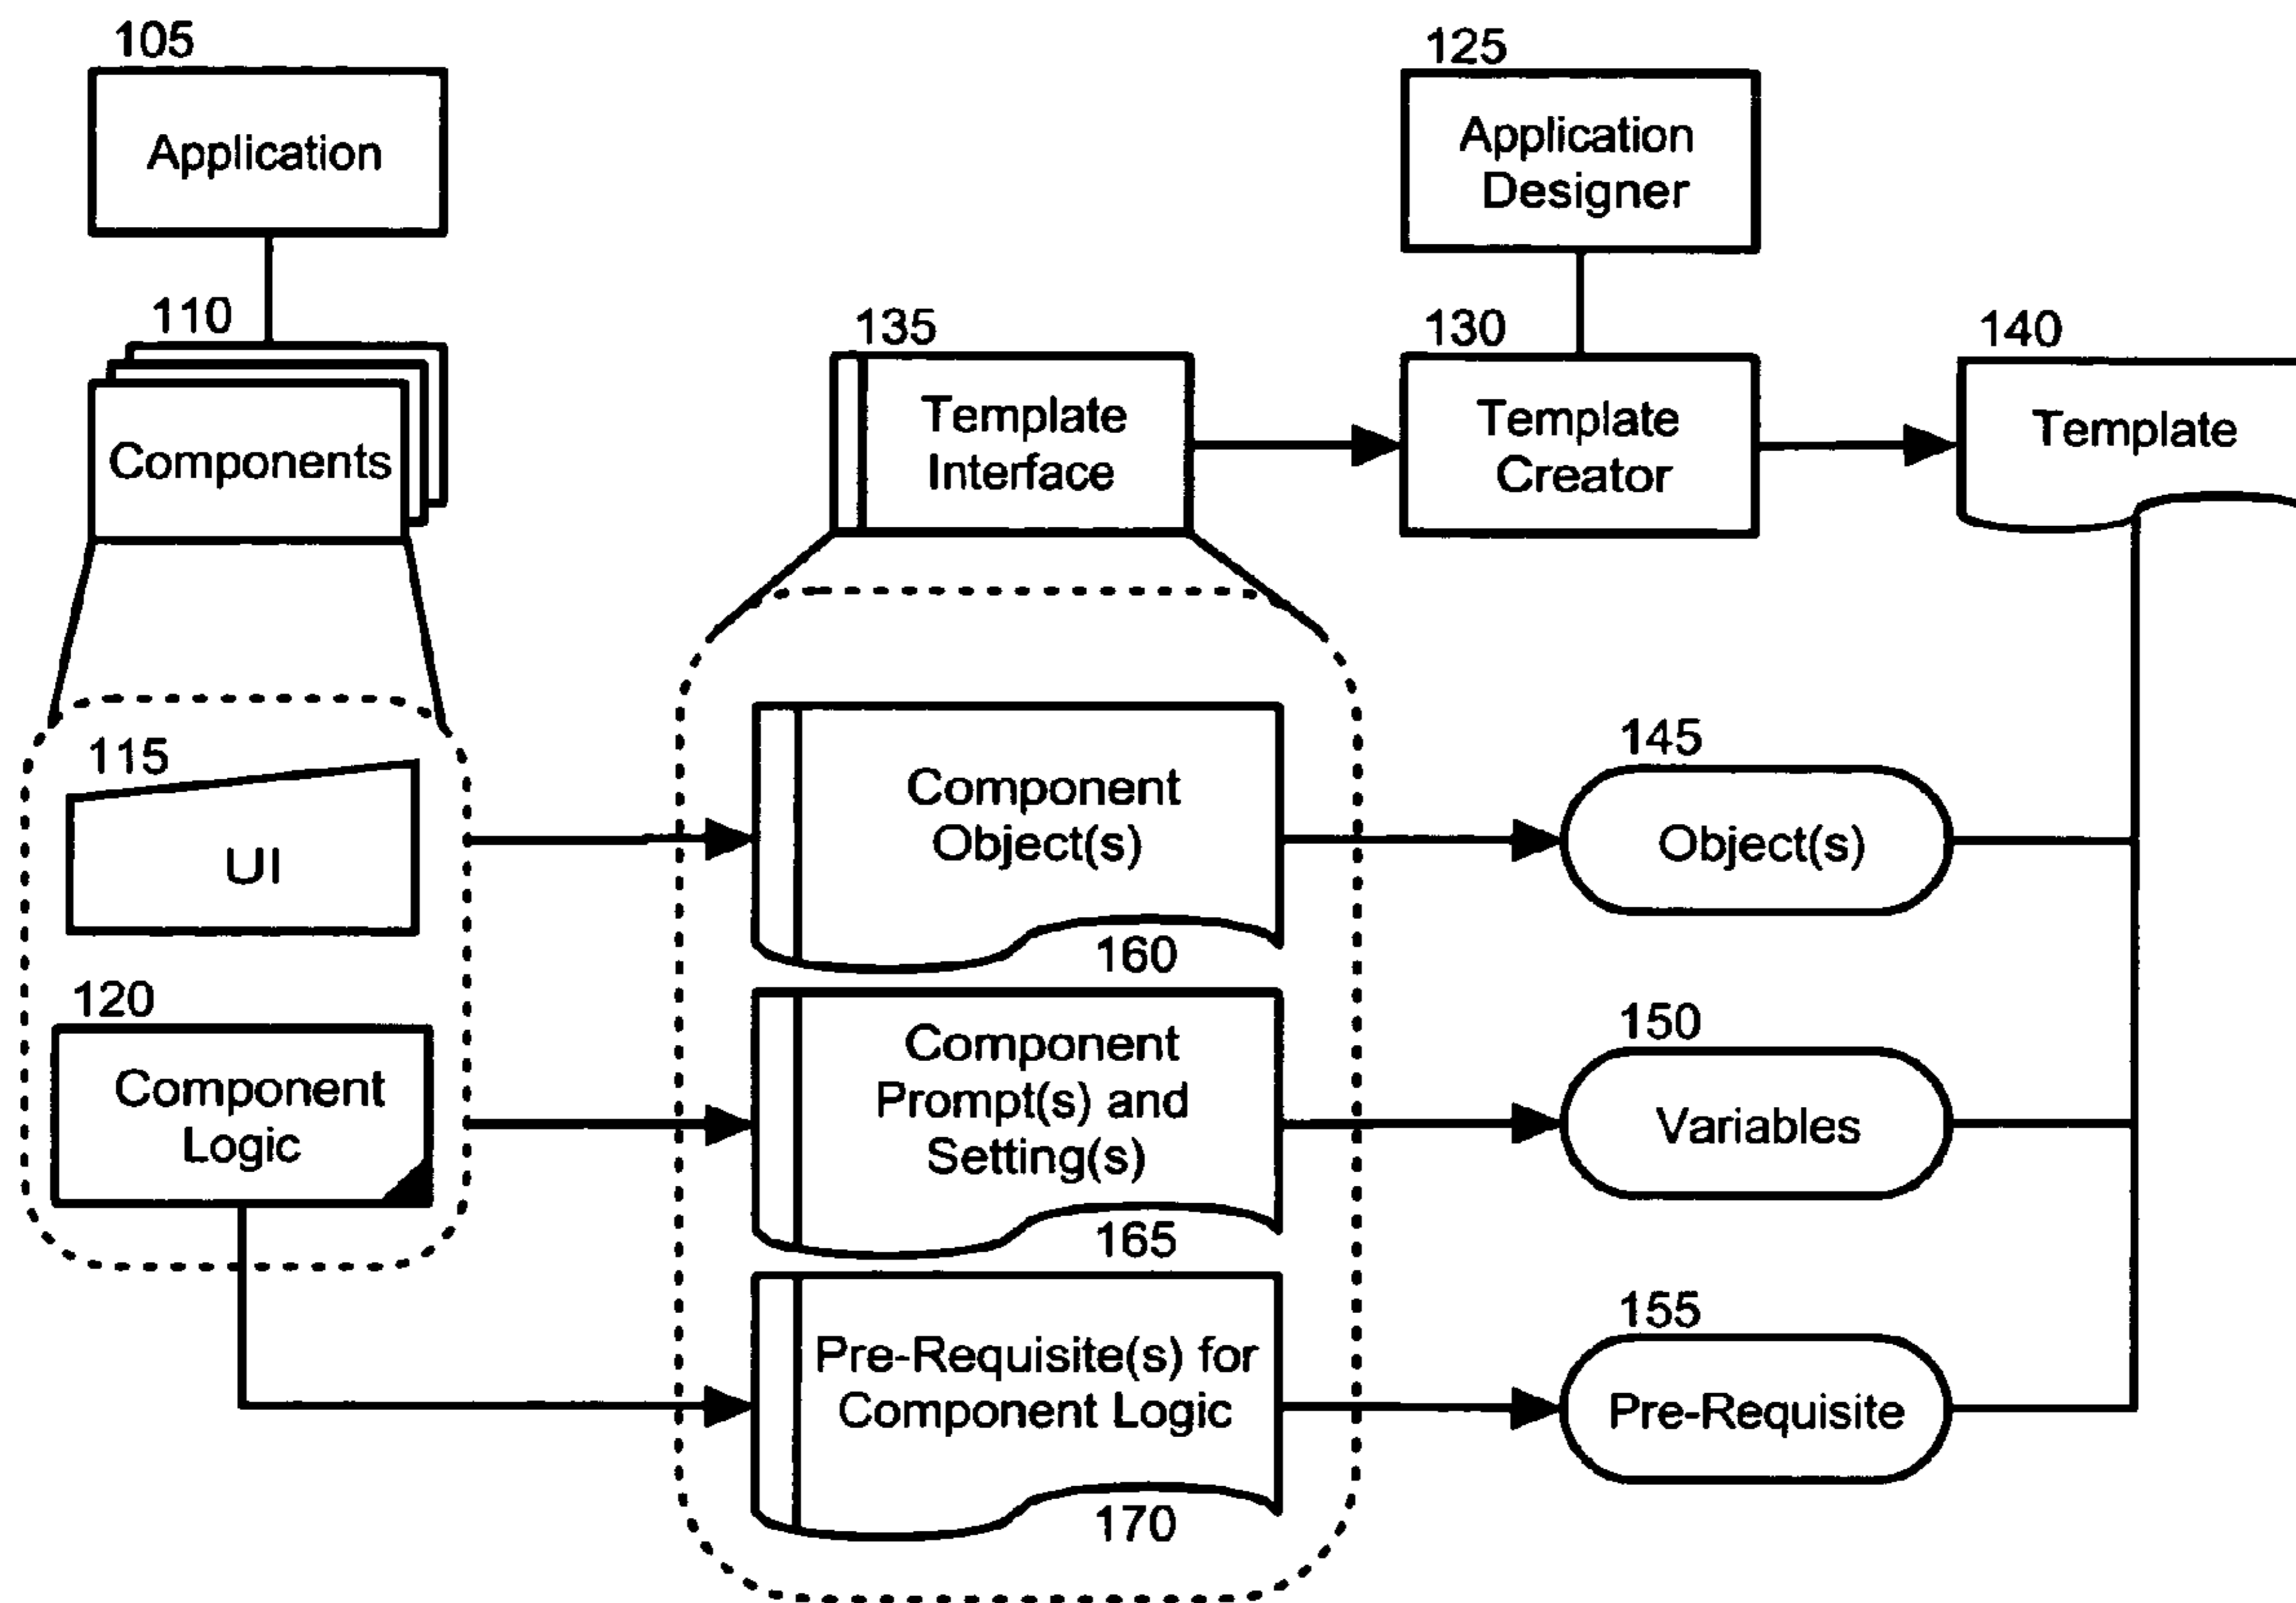 105
Application
110
Components
115
UI
120
Component
Logic
125
Application
Designer
135
Template
Interface
130
Template
Creator
140
Template
Component
Object(s)
160
Component
Prompt(s) and
Setting(s)
165
Pre-Requisite(s) for
Component Logic
170
145
Object(s)
150
Variables
155
Pre-Requisite